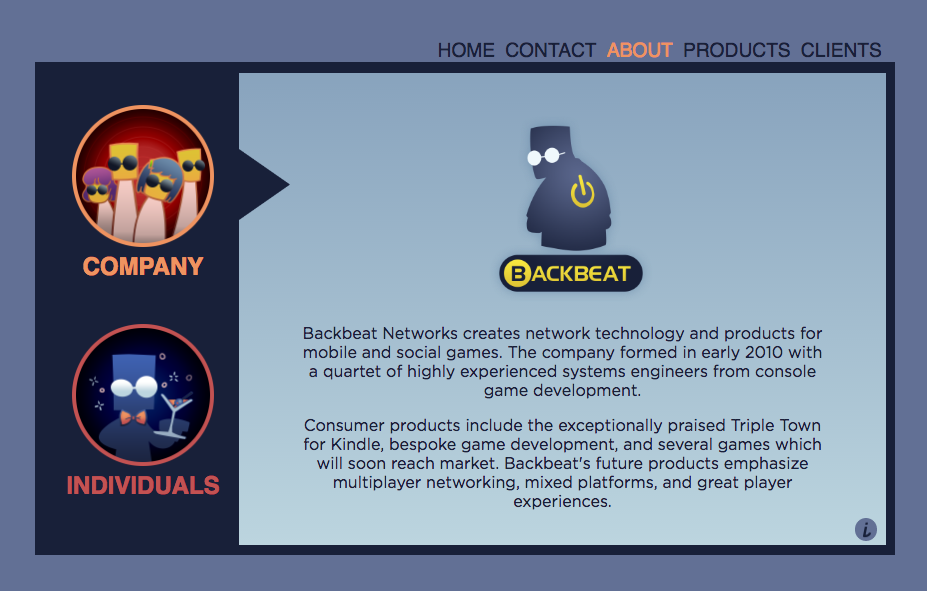 HOME CONTACT ABOUT PRODUCTS CLIENTS
COMPANY
INDIVIDUALS
BACKBEAT
Backbeat Networks creates network technology and products for
mobile and social games. The company formed in early 2010 with
a quartet of highly experienced systems engineers from console
game development.
Consumer products include the exceptionally praised Triple Town
for Kindle, bespoke game development, and several games which
will soon reach market. Backbeat's future products emphasize
multiplayer networking, mixed platforms, and great player
experiences.
i